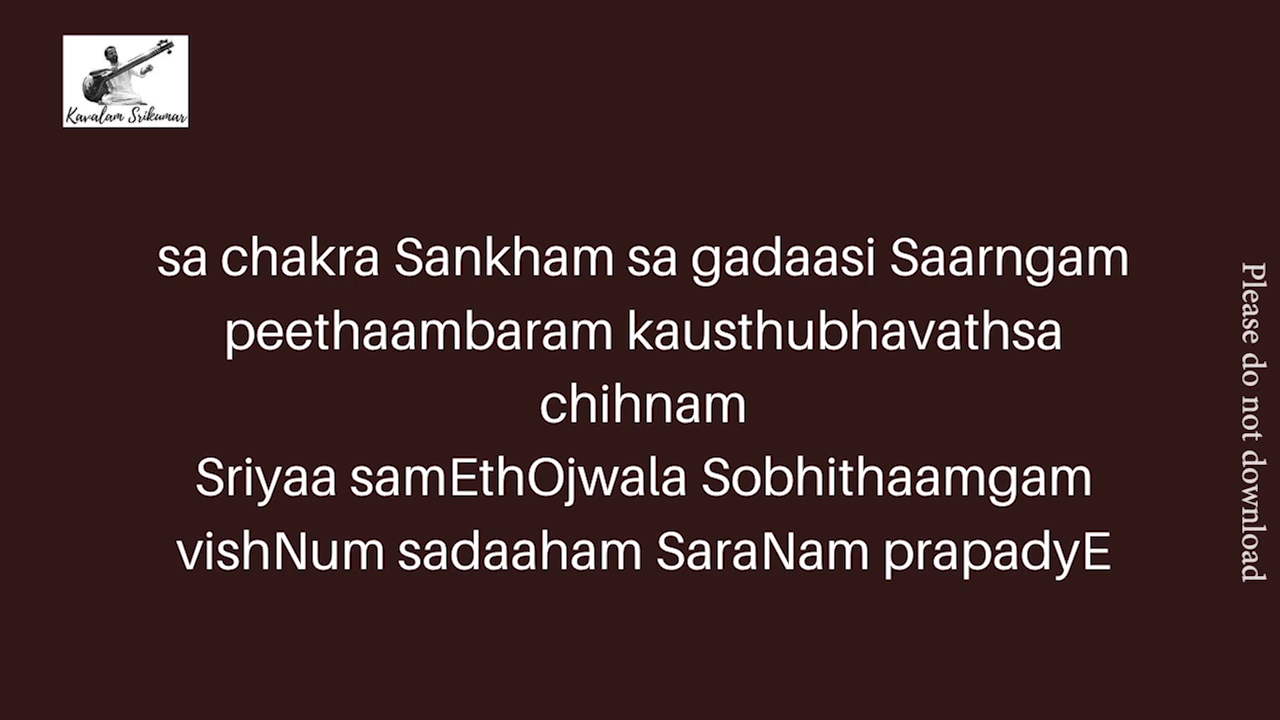 Kavalam Srikumar
sa chakra Sankham sa gadaasi Saarngam
peethaambaram kausthubhavathsa
chihnam
Sriyaa samEthOjwala Sobhithaamgam
vishNum sadaaham SaraNam prapadyE
Please do not download